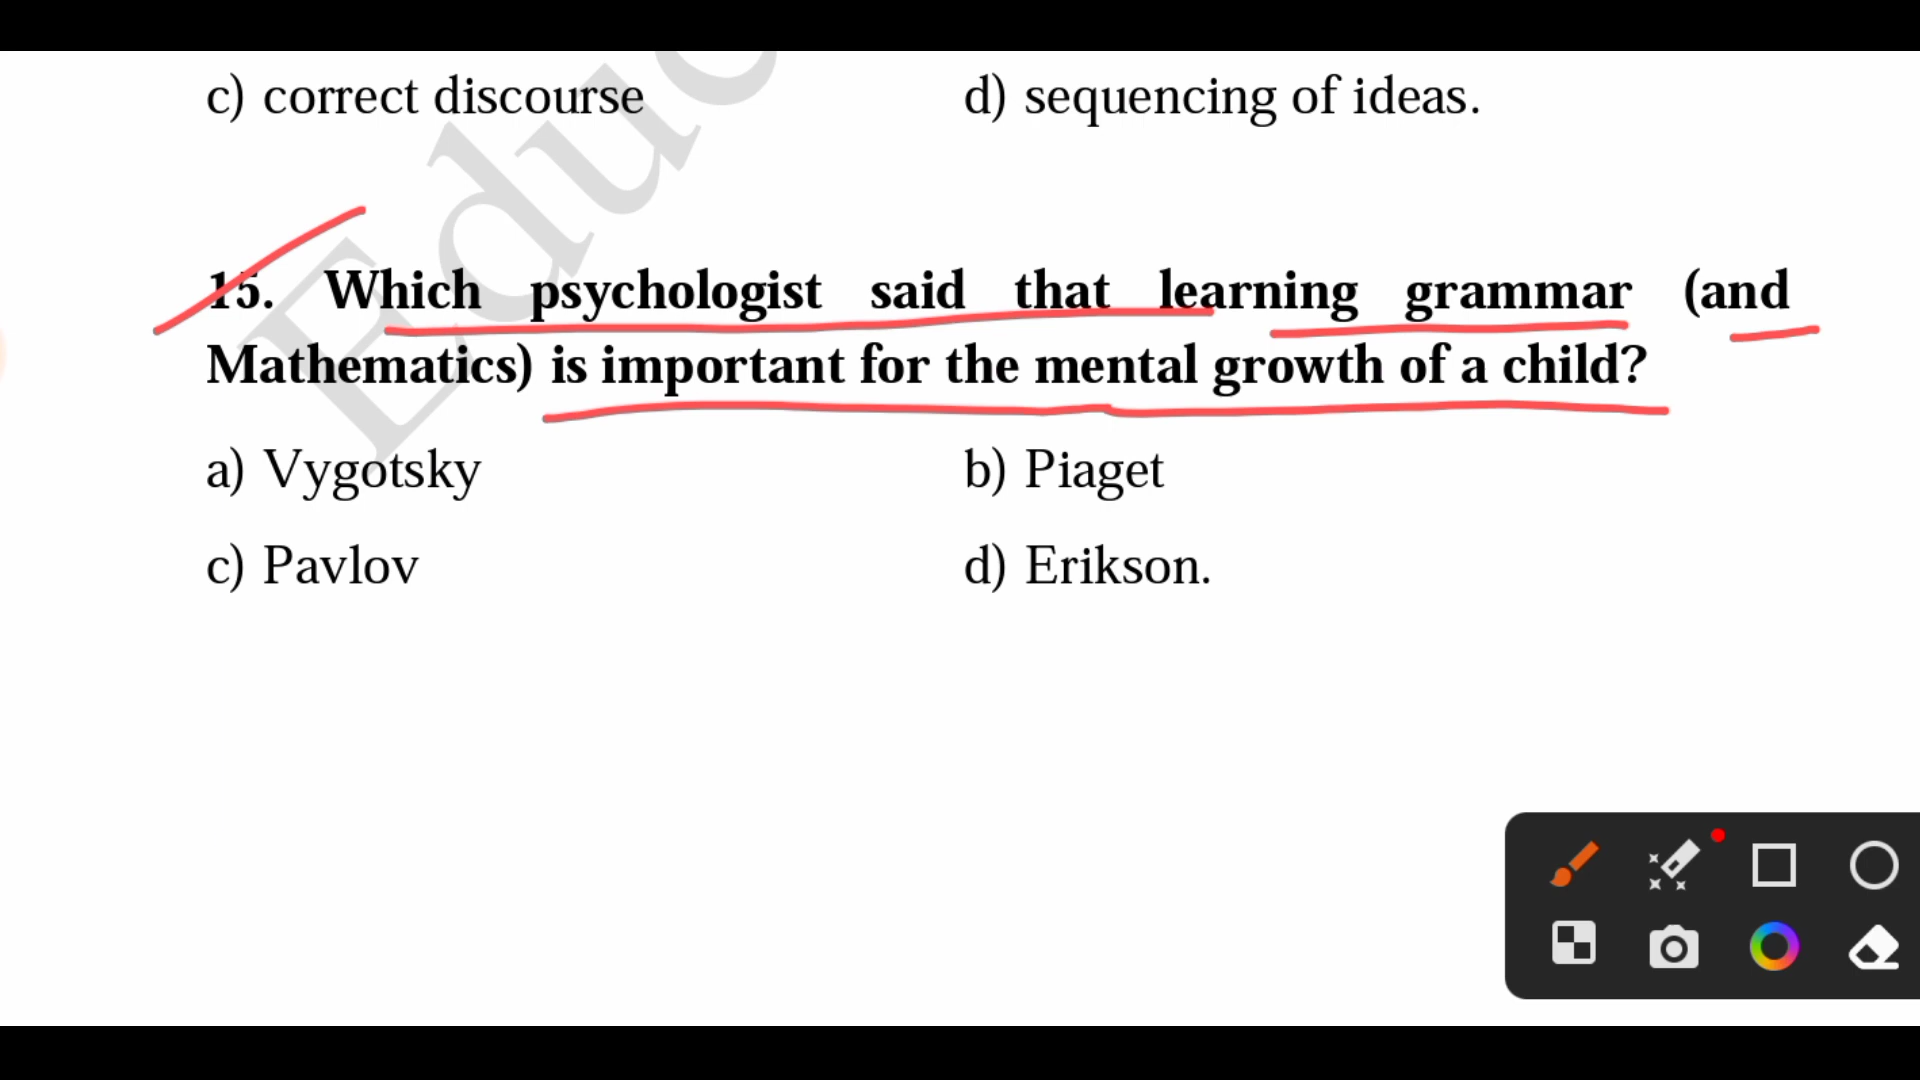 c) correct discourse d) sequencing of ideas.
15. Which psychologist said that learning grammar (and
Mathematics) is important for the mental growth of a child?
a) Vygotsky b) Piaget
c) Pavlov d) Erikson.
Educ